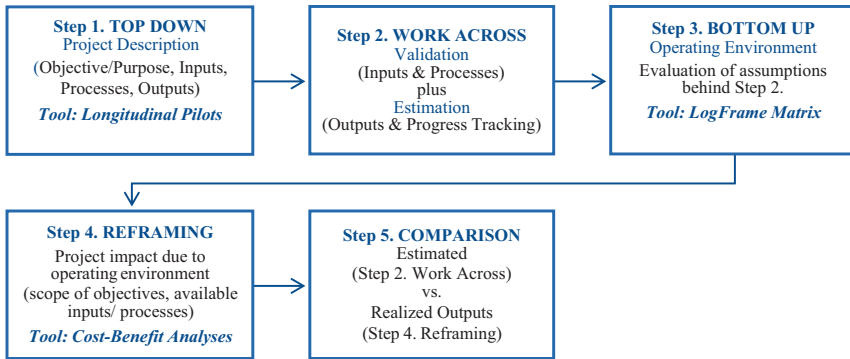 Step 1. TOP DOWN
Project Description
(Objective/Purpose, Inputs,
Processes, Outputs)
Tool: Longitudinal Pilots
Step 2. WORK ACROSS
Validation
(Inputs & Processes)
plus
Estimation
(Outputs & Progress Tracking)
Step 3. BOTTOM UP
Operating Environment
Evaluation of assumptions
behind Step 2.
Tool: LogFrame Matrix
Step 4. REFRAMING
Project impact due to
operating environment
(scope of objectives, available
inputs/ processes)
Tool: Cost-Benefit Analyses
Step 5. COMPARISON
Estimated
(Step 2. Work Across)
vs.
Realized Outputs
(Step 4. Reframing)